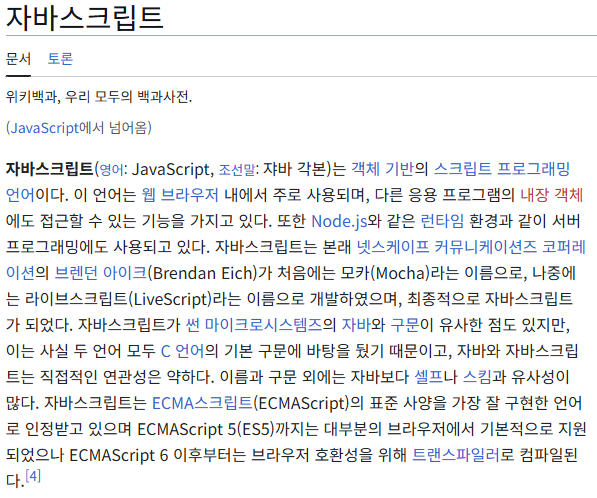 자바스크립트
문서 토론
위키백과, 우리 모두의 백과사전.
(JavaScript에서 넘어옴)
자바스크립트(영어: JavaScript, 조선말: 쟈바 각본)는 객체 기반의 스크립트 프로그래밍
언어이다. 이 언어는 웹 브라우저 내에서 주로 사용되며, 다른 응용 프로그램의 내장 객체
에도 접근할 수 있는 기능을 가지고 있다. 또한 Node.js와 같은 런타임 환경과 같이 서버
프로그래밍에도 사용되고 있다. 자바스크립트는 본래 넷스케이프 커뮤니케이션즈 코퍼레
이션의 브렌던 아이크(Brendan Eich)가 처음에는 모카(Mocha)라는 이름으로, 나중에
는 라이브스크립트(LiveScript)라는 이름으로 개발하였으며, 최종적으로 자바스크립트
가 되었다. 자바스크립트가 썬 마이크로시스템즈의 자바와 구문이 유사한 점도 있지만,
이는 사실 두 언어 모두 C 언어의 기본 구문에 바탕을 뒀기 때문이고, 자바와 자바스크립
트는 직접적인 연관성은 약하다. 이름과 구문 외에는 자바보다 셀프나 스킴과 유사성이
많다. 자바스크립트는 ECMA스크립트(ECMAScript)의 표준 사양을 가장 잘 구현한 언어
로 인정받고 있으며 ECMAScript 5(ES5)까지는 대부분의 브라우저에서 기본적으로 지원
되었으나 ECMAScript 6 이후부터는 브라우저 호환성을 위해 트랜스파일러로 컴파일된
다.[4]